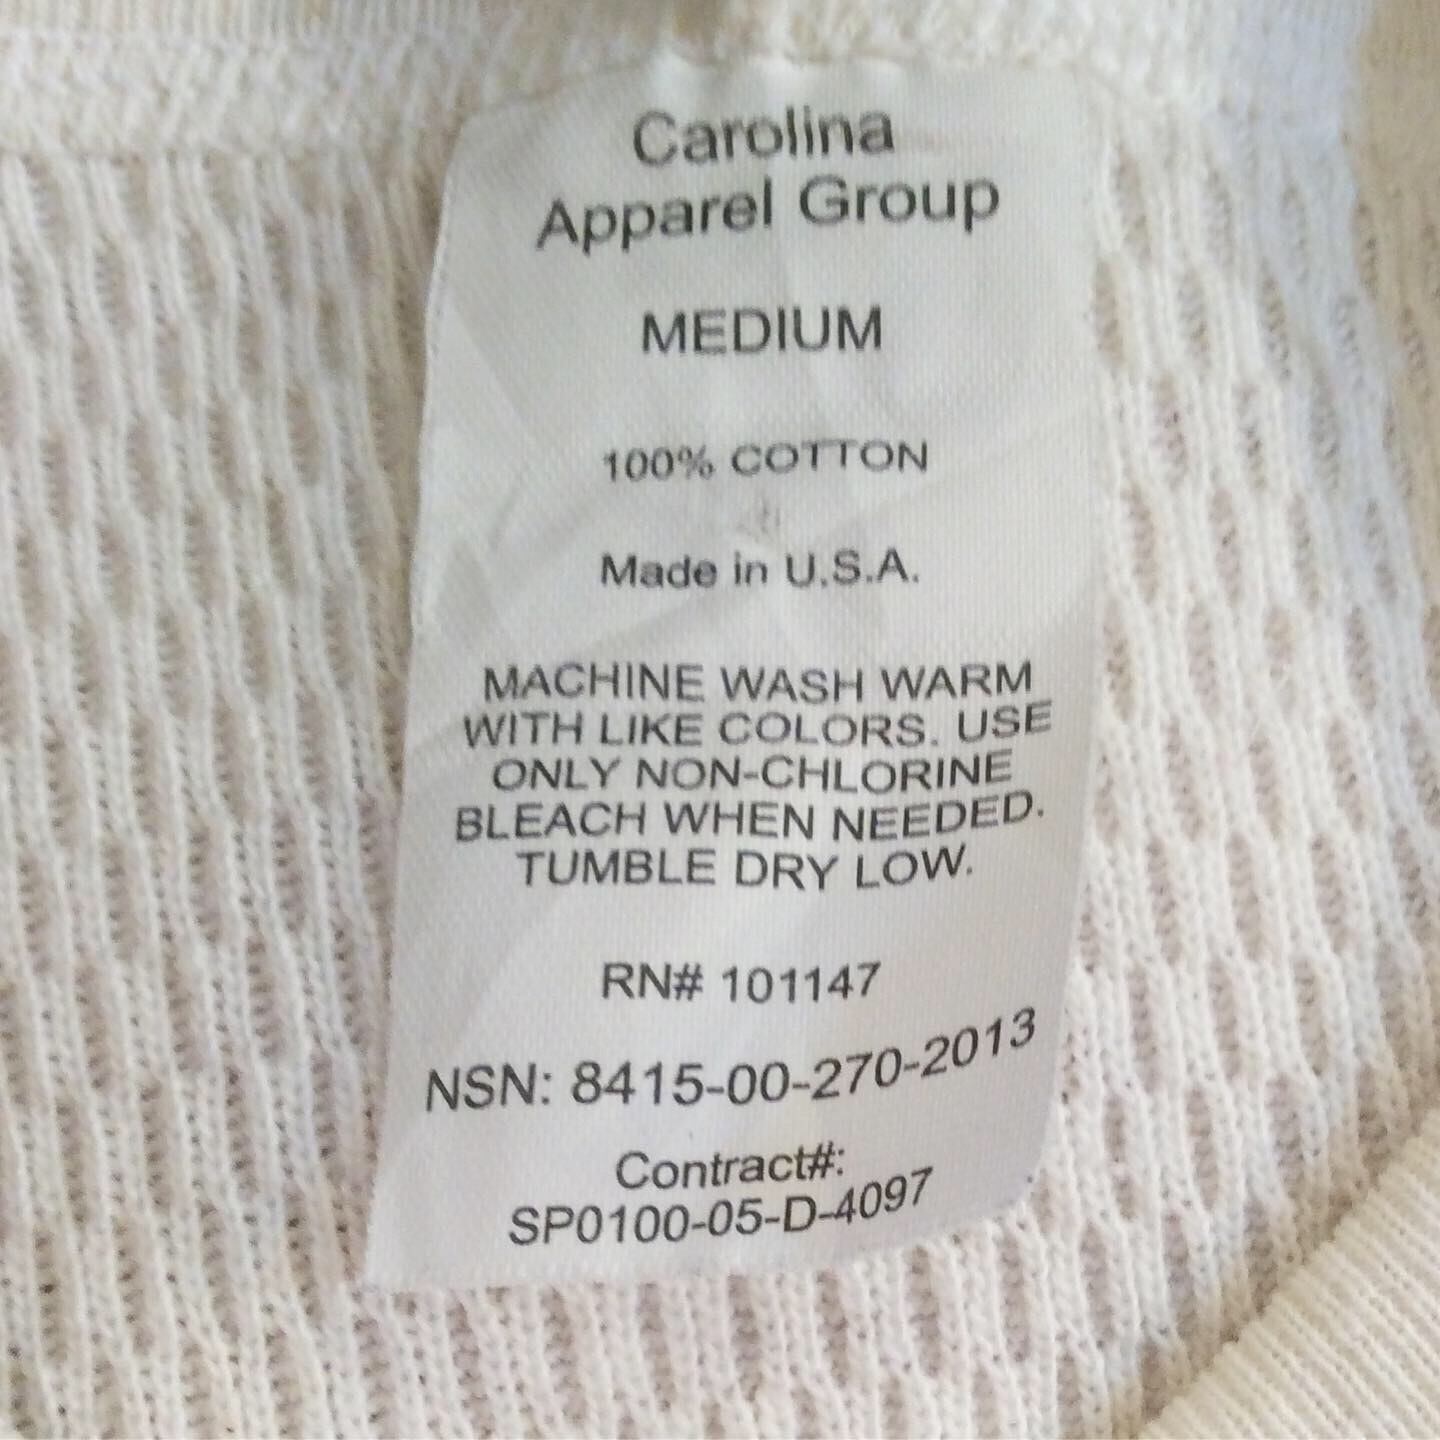 Carolina
Apparel Group
MEDIUM
100% COTTON
Made in U.S.A.
MACHINE WASH WARM
WITH LIKE COLORS. USE
ONLY NON-CHLORINE
BLEACH WHEN NEEDED.
TUMBLE DRY LOW.
RN# 101147
NSN: 8415-00-270-2013
Contract#:
SP0100-05-D-4097